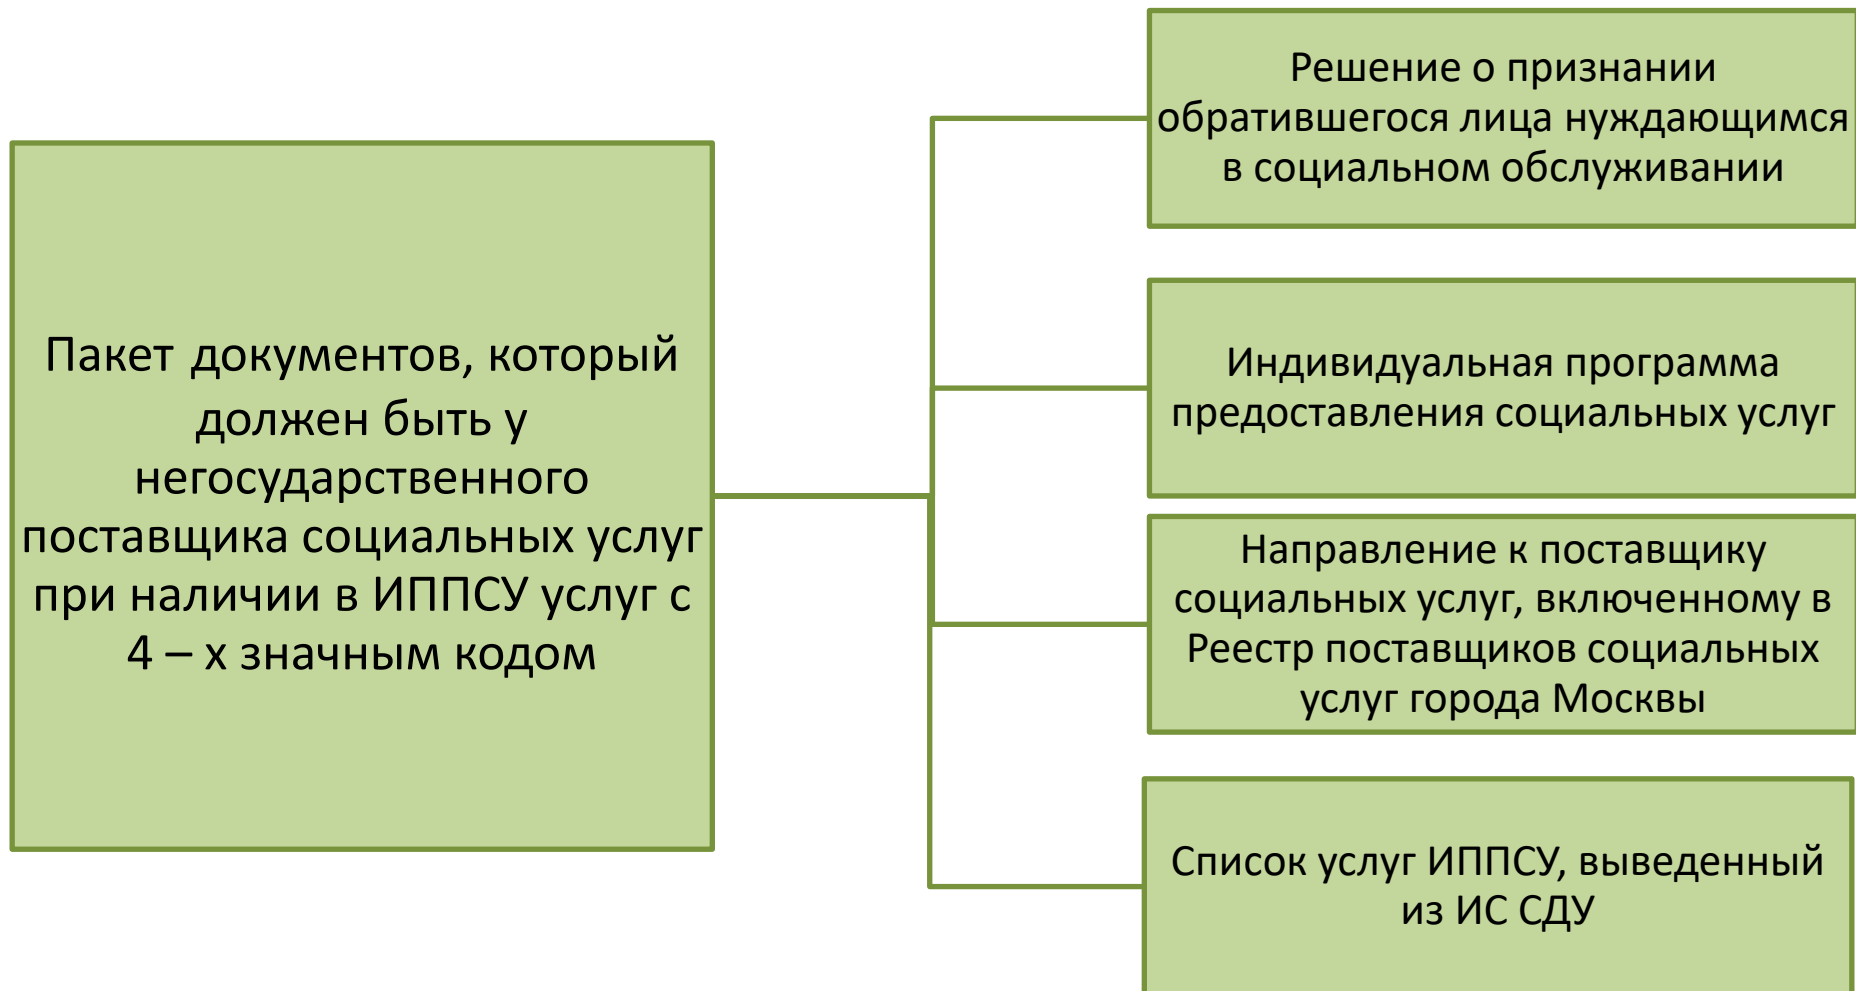 Пакет документов, который
должен быть у
негосударственного
поставщика социальных услуг
при наличии в ИППСУ услуг с
4 – х значным кодом
Решение о признании
обратившегося лица нуждающимся
в социальном обслуживании
Индивидуальная программа
предоставления социальных услуг
Направление к поставщику
социальных услуг, включенному в
Реестр поставщиков социальных
услуг города Москвы
Список услуг ИППСУ, выведенный
из ИС СДУ